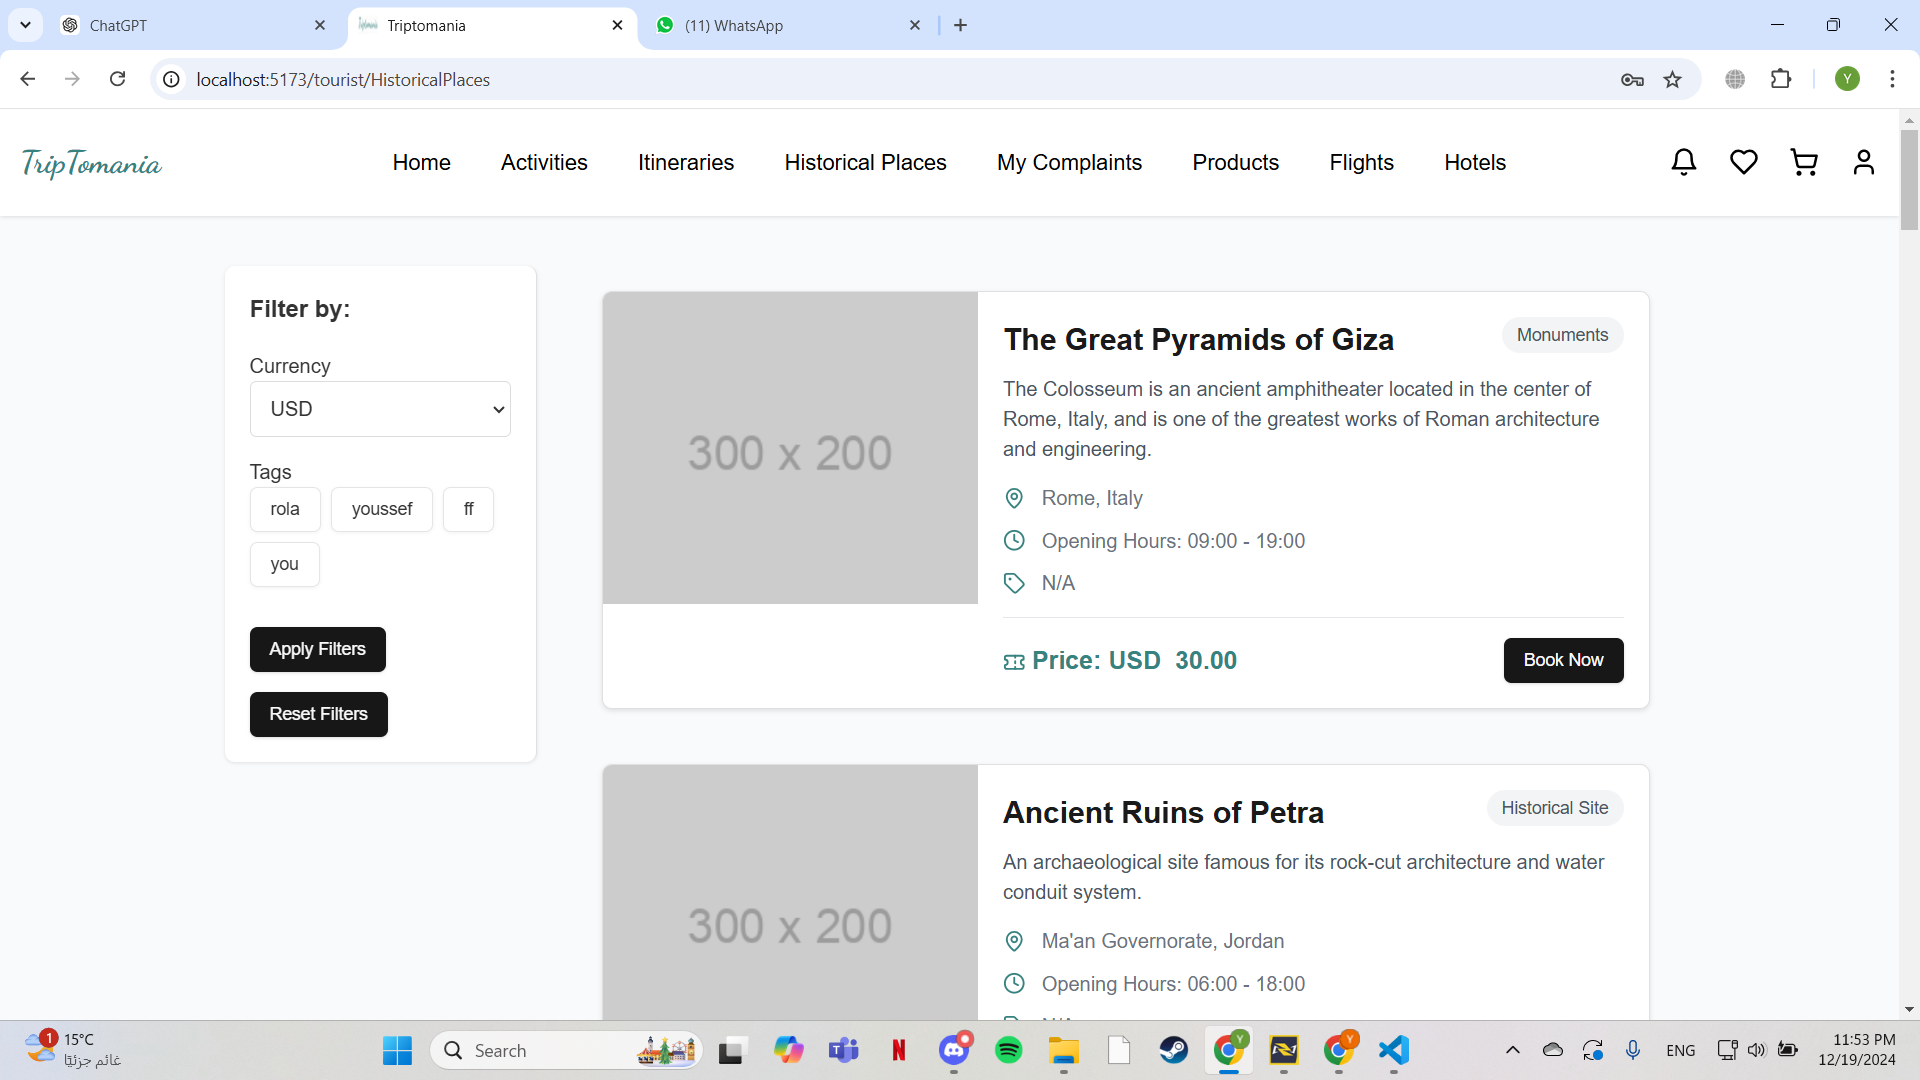 ChatGPT
Triptomania
(11) WhatsApp
localhost:5173/tourist/HistoricalPlaces
Y
TripTomania
Home
Activities
Itineraries
Historical Places
My Complaints
Products
Flights
Hotels
Filter by:
Currency
USD
Tags
rola
youssef
ff
you
Apply Filters
Reset Filters
300 x 200
The Great Pyramids of Giza
Monuments
The Colosseum is an ancient amphitheater located in the center of
Rome, Italy, and is one of the greatest works of Roman architecture
and engineering.
Rome, Italy
Opening Hours: 09:00 - 19:00
N/A
Price: USD 30.00
Book Now
300 x 200
Ancient Ruins of Petra
Historical Site
An archaeological site famous for its rock-cut architecture and water
conduit system.
Ma'an Governorate, Jordan
Opening Hours: 06:00 - 18:00
1
15°C
غائم جزئيًا
Search
ENG
11:53 PM
12/19/2024